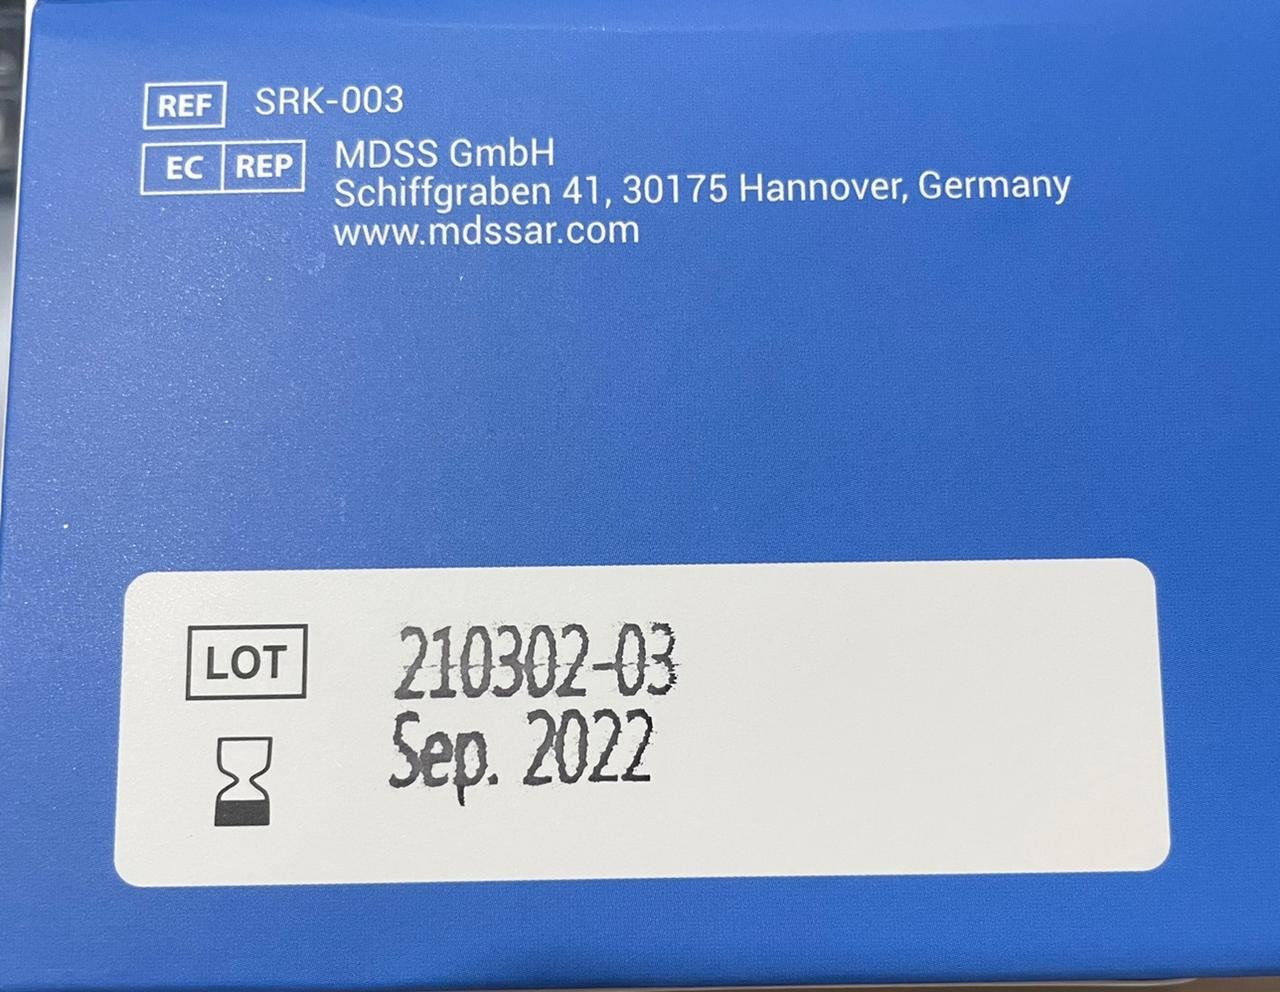 REF SRK-003
EC REP MDSS GmbH
Schiffgraben 41, 30175 Hannover, Germany
www.mdssar.com
LOT 210302-03
Sep. 2022